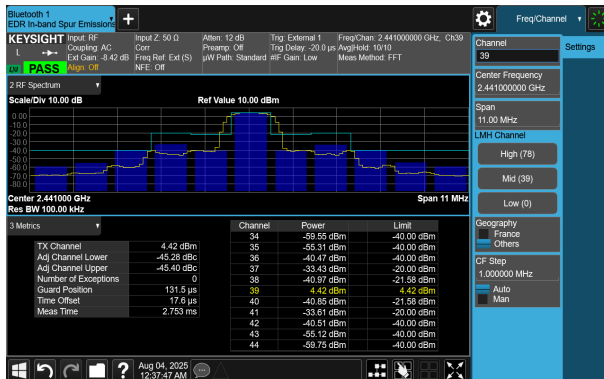 Bluetooth 1
EDR In-band Spur Emissions
Freq/Channel
KEYSIGHT
L
PASS
Input: RF
Coupling: AC
Ext Gain: -8.42 dB
Align: Off
Input Z: 50 Ω
Corr
Freq Ref: Ext (S)
NFE: Off
Atten: 12 dB
Preamp: Off
µW Path: Standard
Trig: External 1
Trig Delay: -20.0 µs
#IF Gain: Low
Freq/Chan: 2.441000000 GHz, Ch39
Avg|Hold: 10/10
Meas Method: FFT
2 RF Spectrum
Scale/Div 10.00 dB
Ref Value 10.00 dBm
0.00
-10.0
-20.0
-30.0
-40.0
-50.0
-60.0
-70.0
-80.0
Center 2.441000 GHz
Res BW 100.00 kHz
Span 11 MHz
3 Metrics
TX Channel 4.42 dBm
Adj Channel Lower -45.28 dBc
Adj Channel Upper -45.40 dBc
Number of Exceptions 0
Guard Position 131.5 µs
Time Offset 17.6 µs
Meas Time 2.753 ms
Channel Power Limit
34 -59.55 dBm -40.00 dBm
35 -55.31 dBm -40.00 dBm
36 -40.47 dBm -40.00 dBm
37 -33.43 dBm -20.00 dBm
38 -40.97 dBm -21.58 dBm
39 4.42 dBm 4.42 dBm
40 -40.85 dBm -21.58 dBm
41 -33.61 dBm -20.00 dBm
42 -40.51 dBm -40.00 dBm
43 -55.12 dBm -40.00 dBm
44 -59.75 dBm -40.00 dBm
Channel
39
Center Frequency
2.441000000 GHz
Span
11.00 MHz
LMH Channel
High (78)
Mid (39)
Low (0)
Geography
France
Others
CF Step
1.000000 MHz
Auto
Man
Settings
?
Aug 04, 2025
12:37:47 AM